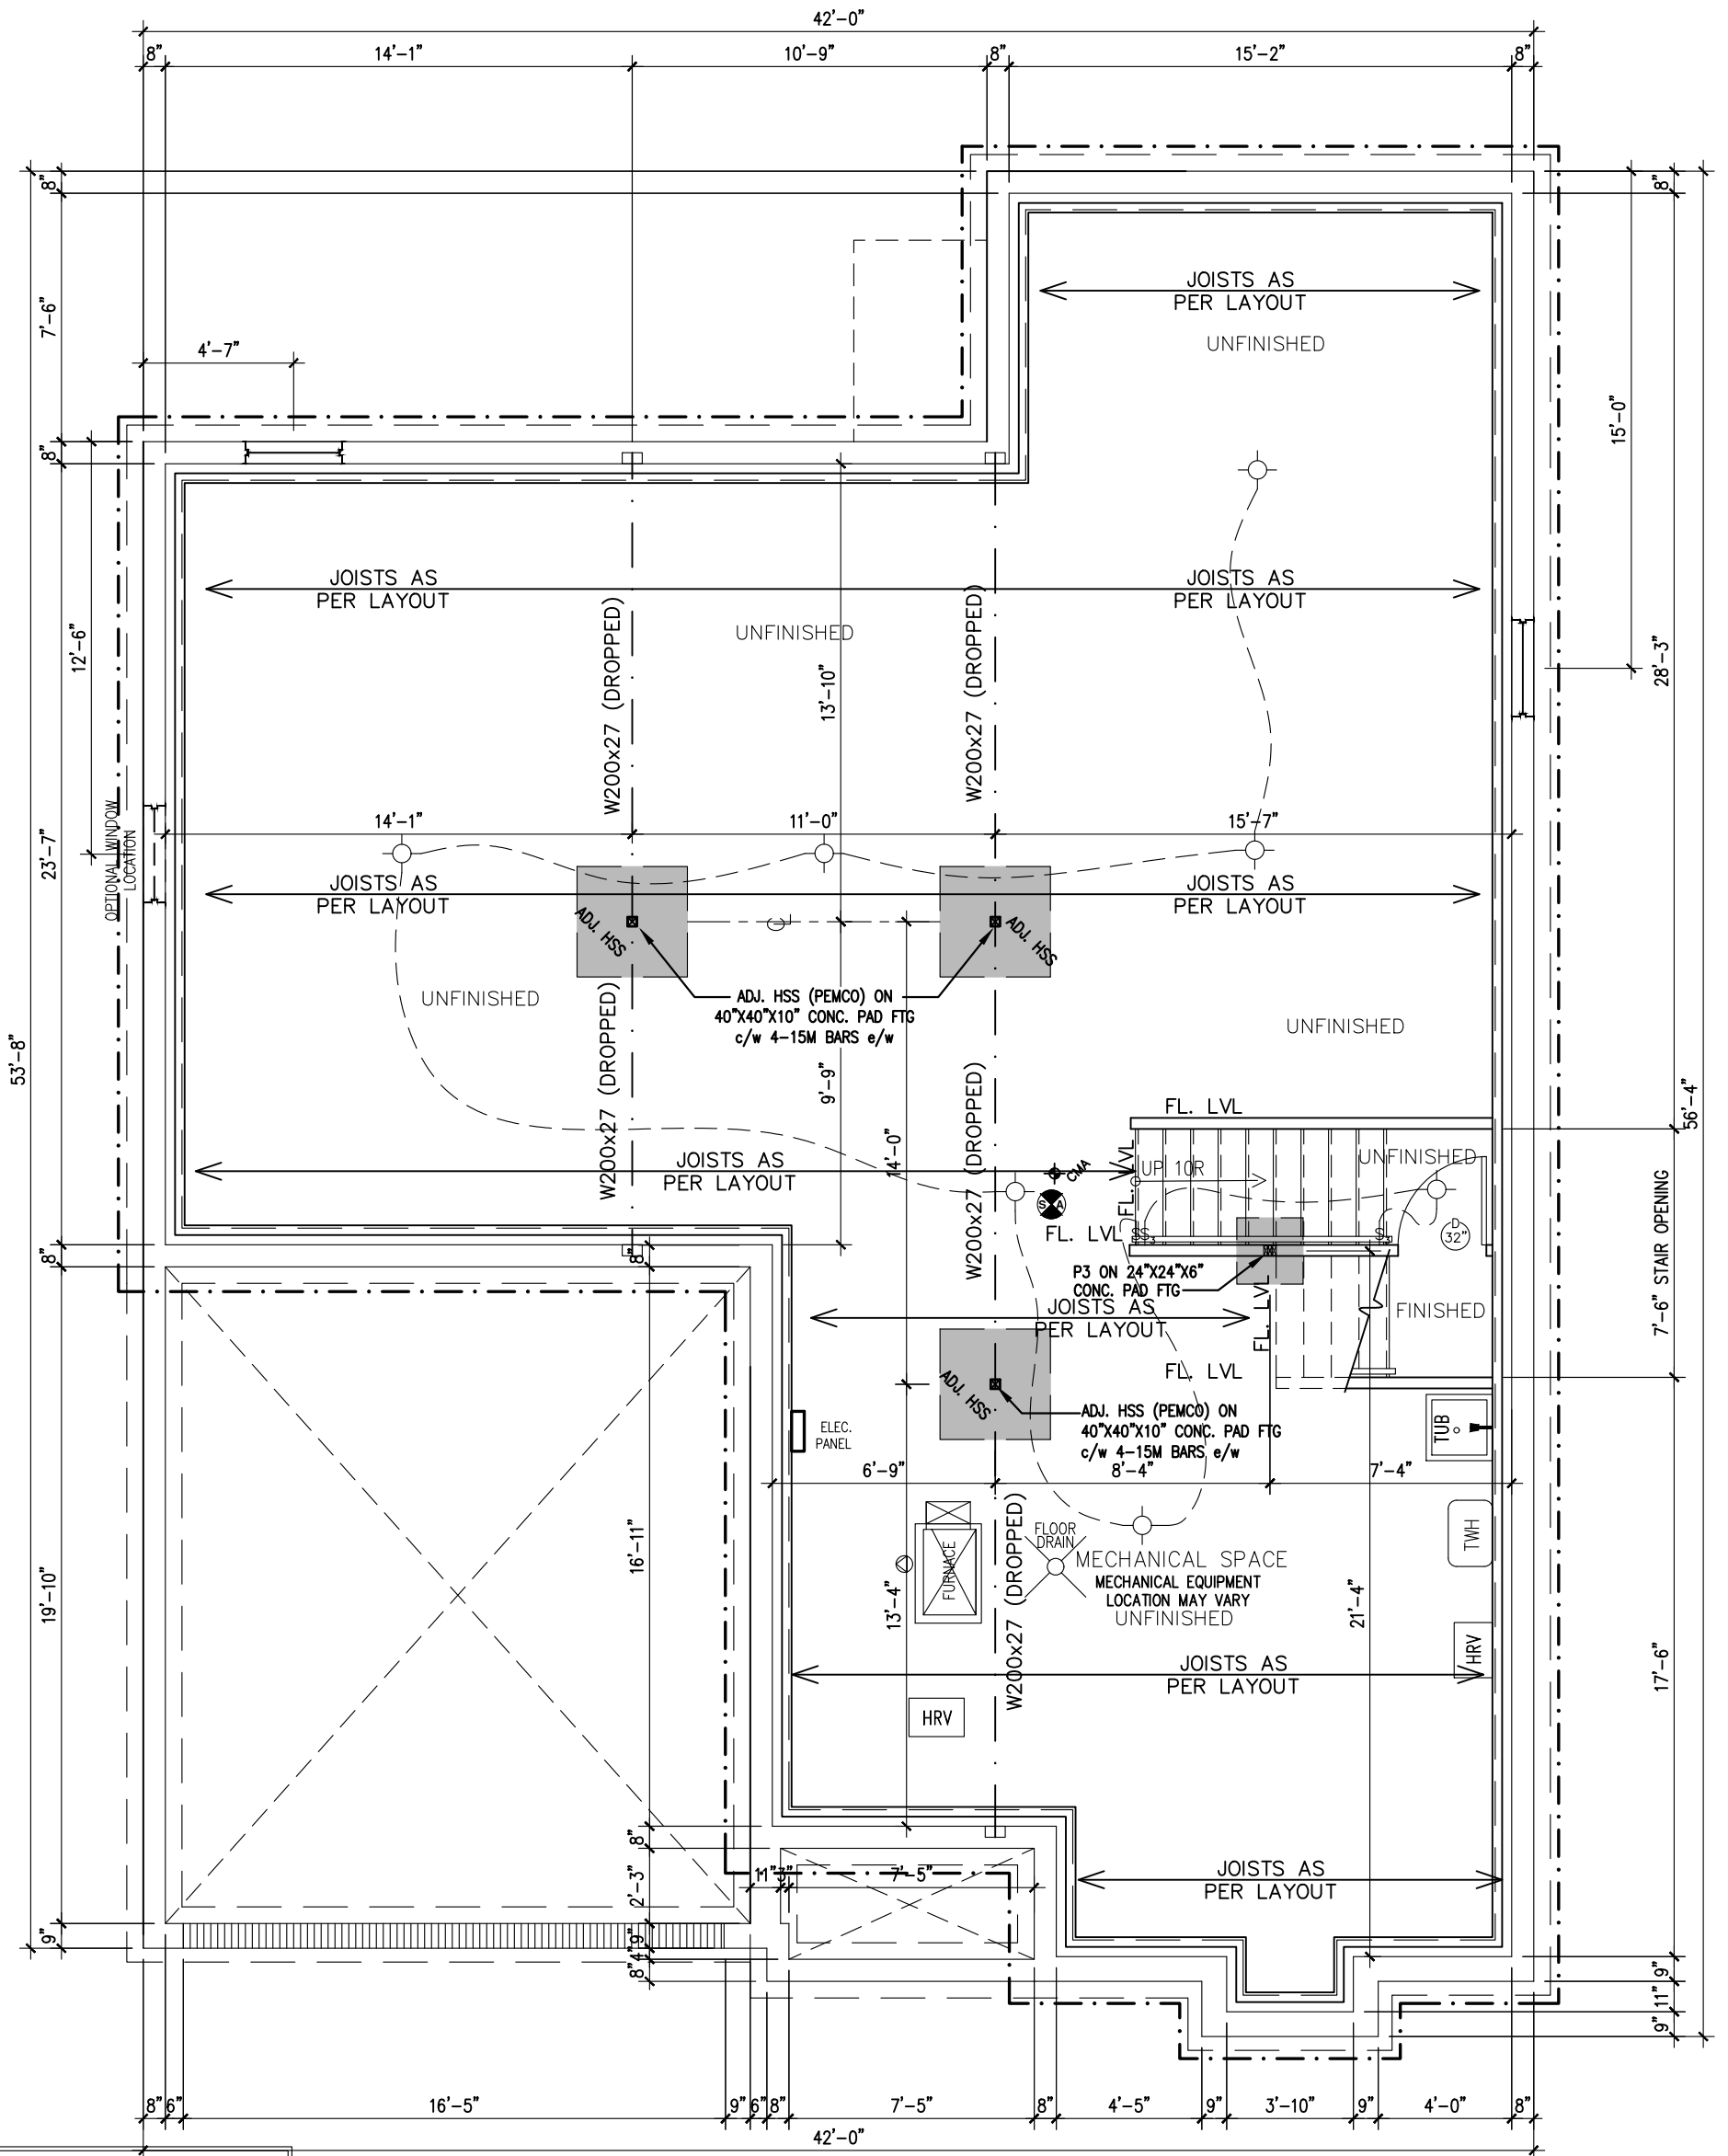 42'-0"
8" 14'-1" 10'-9" 8" 15'-2" 8"
8"
8"
7'-6"
4'-7"
8"
JOISTS AS
PER LAYOUT
UNFINISHED
15'-0"
12'-6"
28'-3"
JOISTS AS
PER LAYOUT
JOISTS AS
PER LAYOUT
UNFINISHED
W200x27 (DROPPED)
W200x27 (DROPPED)
13'-10"
OPTIONAL WINDOW
LOCATION
23'-7"
14'-1" 11'-0" 15'-7"
JOISTS AS
PER LAYOUT
JOISTS AS
PER LAYOUT
ADJ. HSS
ADJ. HSS
UNFINISHED
ADJ. HSS (PEMCO) ON
40"X40"X10" CONC. PAD FTG
c/w 4-15M BARS e/w
UNFINISHED
53'-8"
56'-4"
W200x27 (DROPPED)
W200x27 (DROPPED)
9'-9"
14'-0"
FL. LVL
FL. LVL
UP 10R
UNFINISHED
JOISTS AS
PER LAYOUT
CMA
S A
D
32"
FL. LVL
7'-6" STAIR OPENING
8"
8"
P3 ON 24"X24"X6"
CONC. PAD FTG
JOISTS AS
PER LAYOUT
FL. LVL
FINISHED
FL. LVL
ADJ. HSS
ADJ. HSS (PEMCO) ON
40"X40"X10" CONC. PAD FTG
c/w 4-15M BARS e/w
TUB
ELEC.
PANEL
6'-9" 8'-4" 7'-4"
16'-11"
19'-10"
FURNACE
13'-4"
W200x27 (DROPPED)
FLOOR
DRAIN
MECHANICAL SPACE
MECHANICAL EQUIPMENT
LOCATION MAY VARY
UNFINISHED
TWH
HRV
21'-4"
17'-6"
JOISTS AS
PER LAYOUT
HRV
8"
2'-3"
11" 3" 7'-5"
JOISTS AS
PER LAYOUT
9"
9"
4"
8"
9"
11"
9"
8" 6" 16'-5" 9" 6" 8" 7'-5" 8" 4'-5" 9" 3'-10" 9" 4'-0" 8"
42'-0"